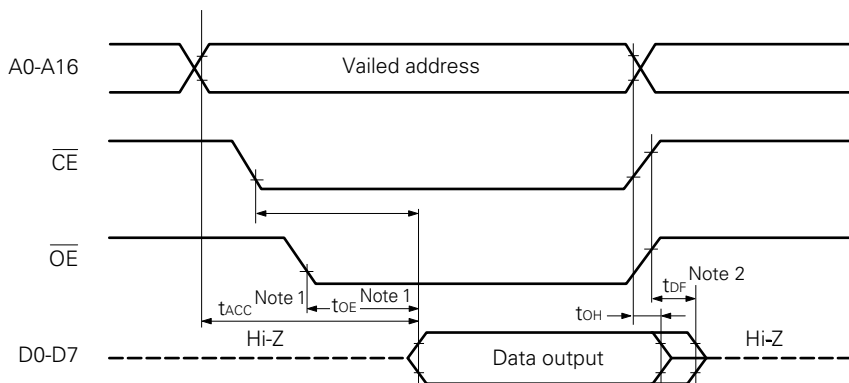 A0-A16
Vailed address
CE
OE
tACC Note 1
tOE Note 1
tOH
tDF Note 2
D0-D7
Hi-Z
Data output
Hi-Z